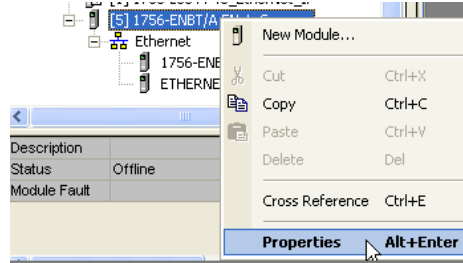 [5] 1756-ENBT/A
New Module...
Ethernet
1756-ENE
Cut Ctrl+X
ETHERNE
Copy Ctrl+C
Paste Ctrl+V
Description
Delete Del
Status Offline
Module Fault
Cross Reference Ctrl+E
Properties Alt+Enter